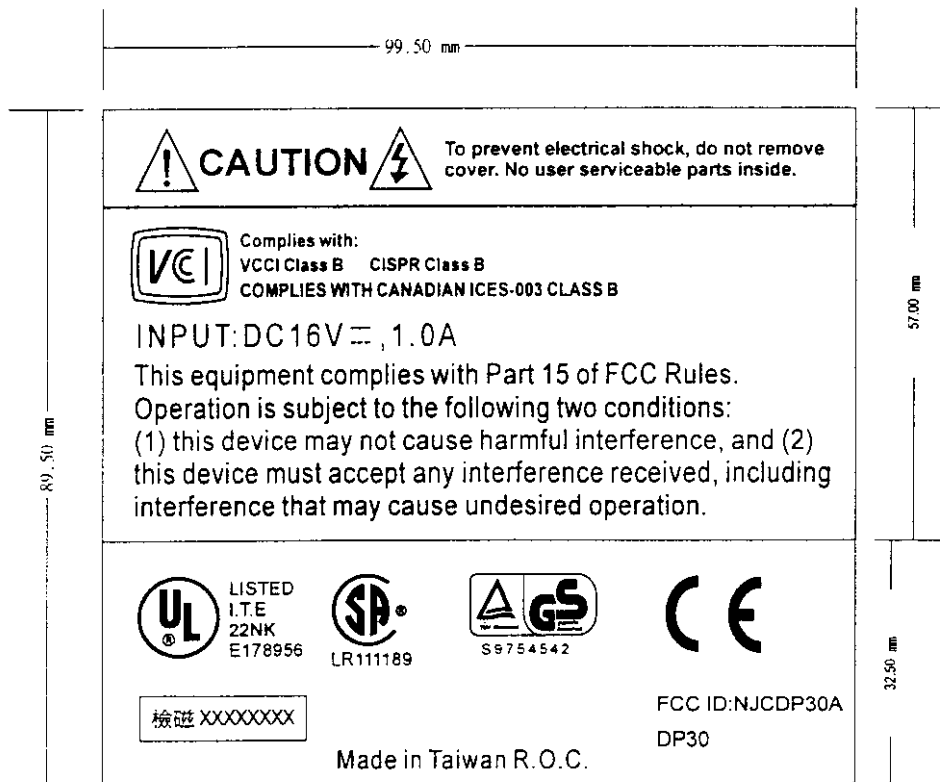 99.50 mm
CAUTION
To prevent electrical shock, do not remove
cover. No user serviceable parts inside.
VCI
Complies with:
VCCI Class B CISPR Class B
COMPLIES WITH CANADIAN ICES-003 CLASS B
INPUT:DC16V⎓,1.0A
This equipment complies with Part 15 of FCC Rules.
Operation is subject to the following two conditions:
(1) this device may not cause harmful interference, and (2)
this device must accept any interference received, including
interference that may cause undesired operation.
57.00 mm
89.50 mm
UL
®
LISTED
I.T.E
22NK
E178956
SA ®
LR111189
GS
S9754542
CE
32.50 mm
檢磁 XXXXXXXX
FCC ID:NJCDP30A
DP30
Made in Taiwan R.O.C.